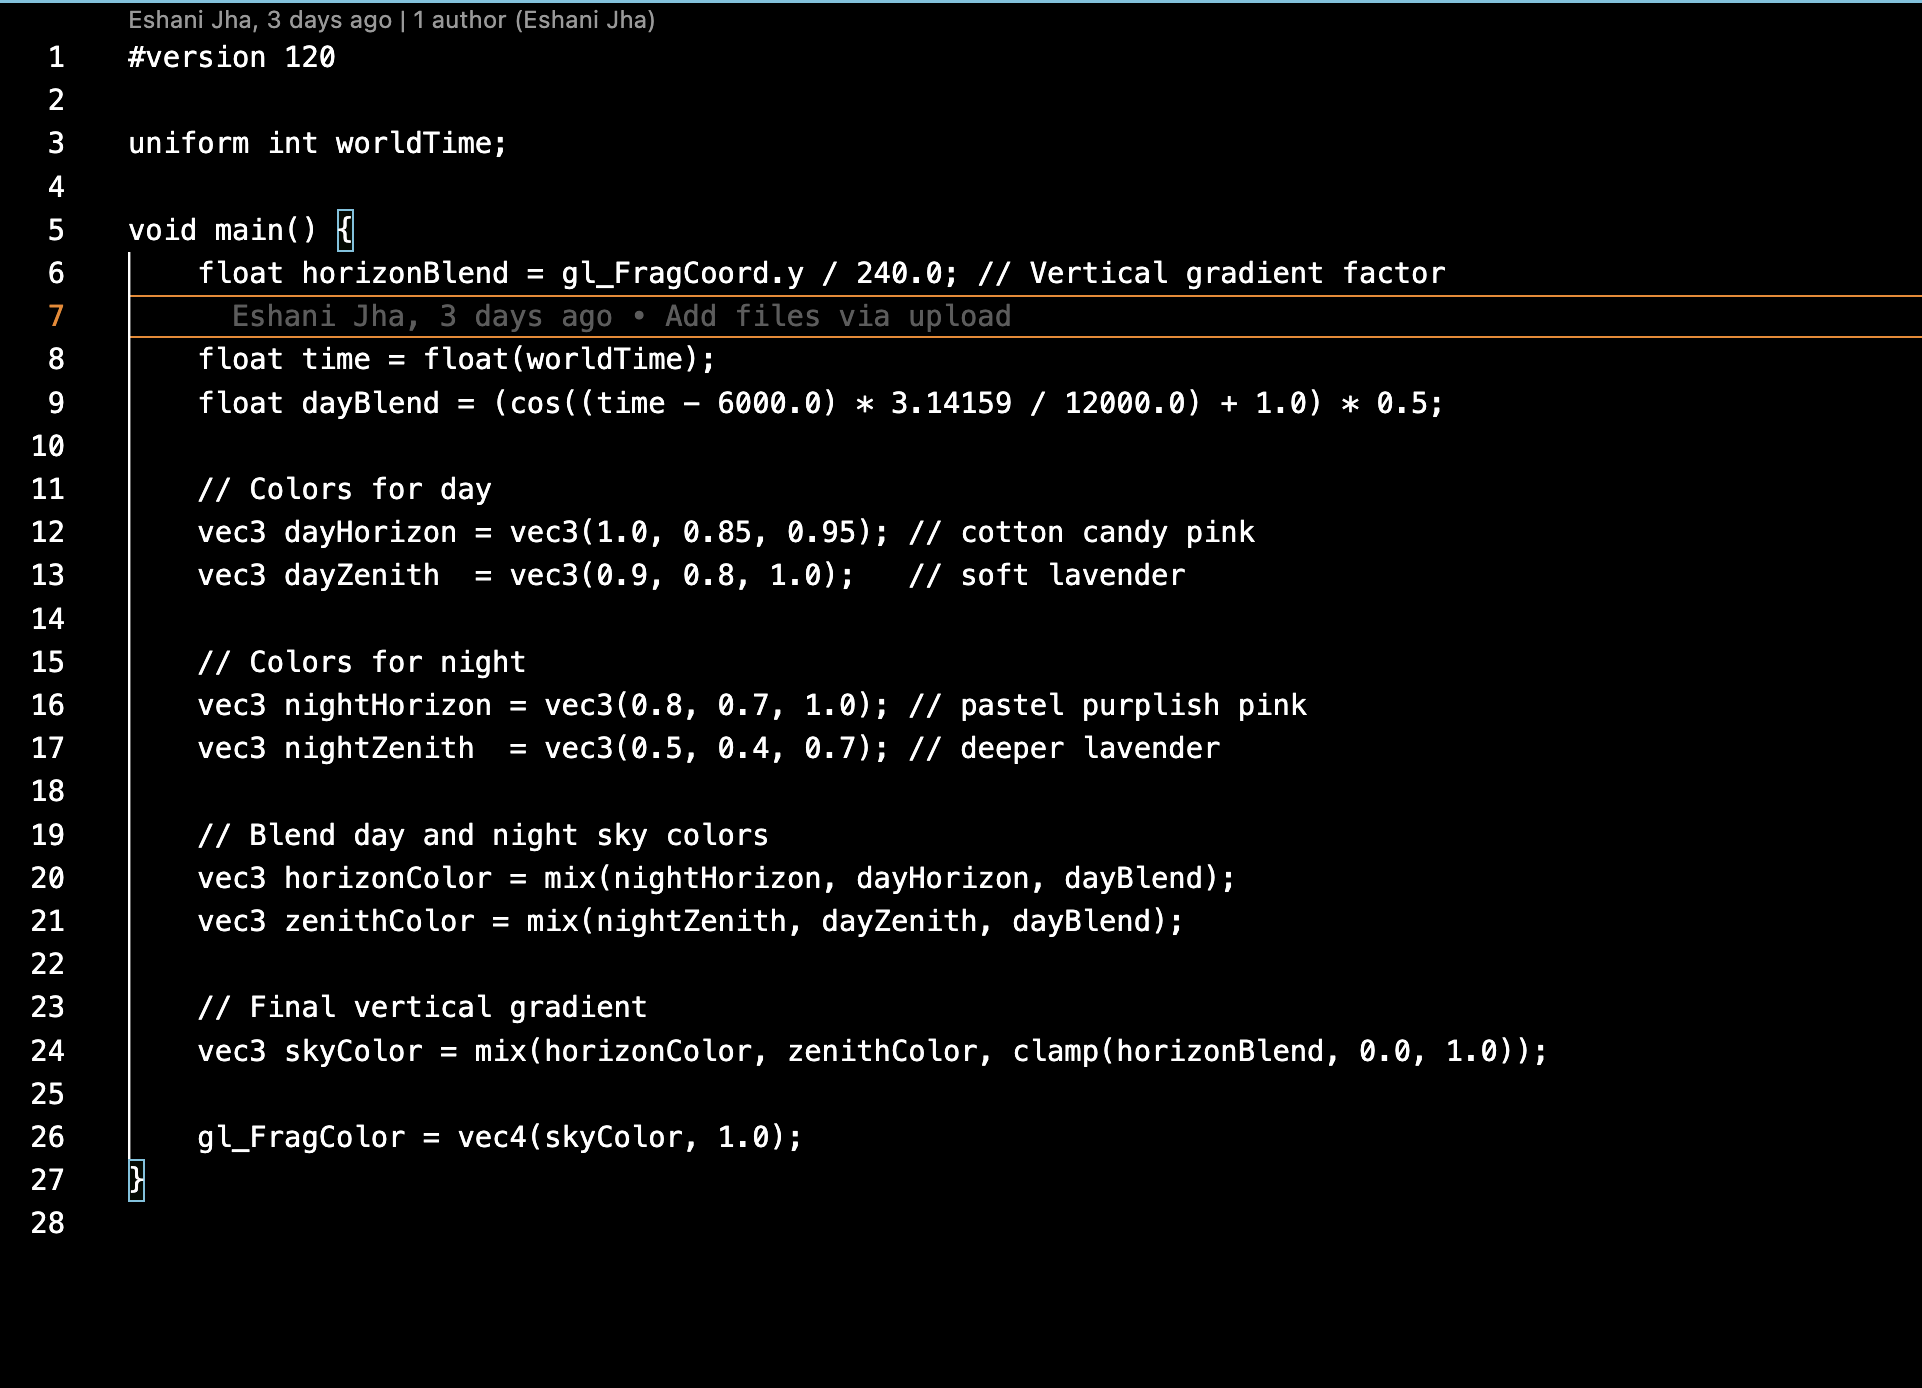 Eshani Jha, 3 days ago | 1 author (Eshani Jha)
1 #version 120
2
3 uniform int worldTime;
4
5 void main() {
6     float horizonBlend = gl_FragCoord.y / 240.0; // Vertical gradient factor
7       Eshani Jha, 3 days ago • Add files via upload
8     float time = float(worldTime);
9     float dayBlend = (cos((time - 6000.0) * 3.14159 / 12000.0) + 1.0) * 0.5;
10
11     // Colors for day
12     vec3 dayHorizon = vec3(1.0, 0.85, 0.95); // cotton candy pink
13     vec3 dayZenith  = vec3(0.9, 0.8, 1.0);   // soft lavender
14
15     // Colors for night
16     vec3 nightHorizon = vec3(0.8, 0.7, 1.0); // pastel purplish pink
17     vec3 nightZenith  = vec3(0.5, 0.4, 0.7); // deeper lavender
18
19     // Blend day and night sky colors
20     vec3 horizonColor = mix(nightHorizon, dayHorizon, dayBlend);
21     vec3 zenithColor = mix(nightZenith, dayZenith, dayBlend);
22
23     // Final vertical gradient
24     vec3 skyColor = mix(horizonColor, zenithColor, clamp(horizonBlend, 0.0, 1.0));
25
26     gl_FragColor = vec4(skyColor, 1.0);
27 }
28